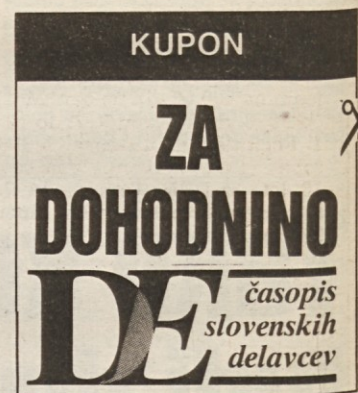 KUPON
ZA
DOHODNINO
DE
časopis
slovenskih
delavcev